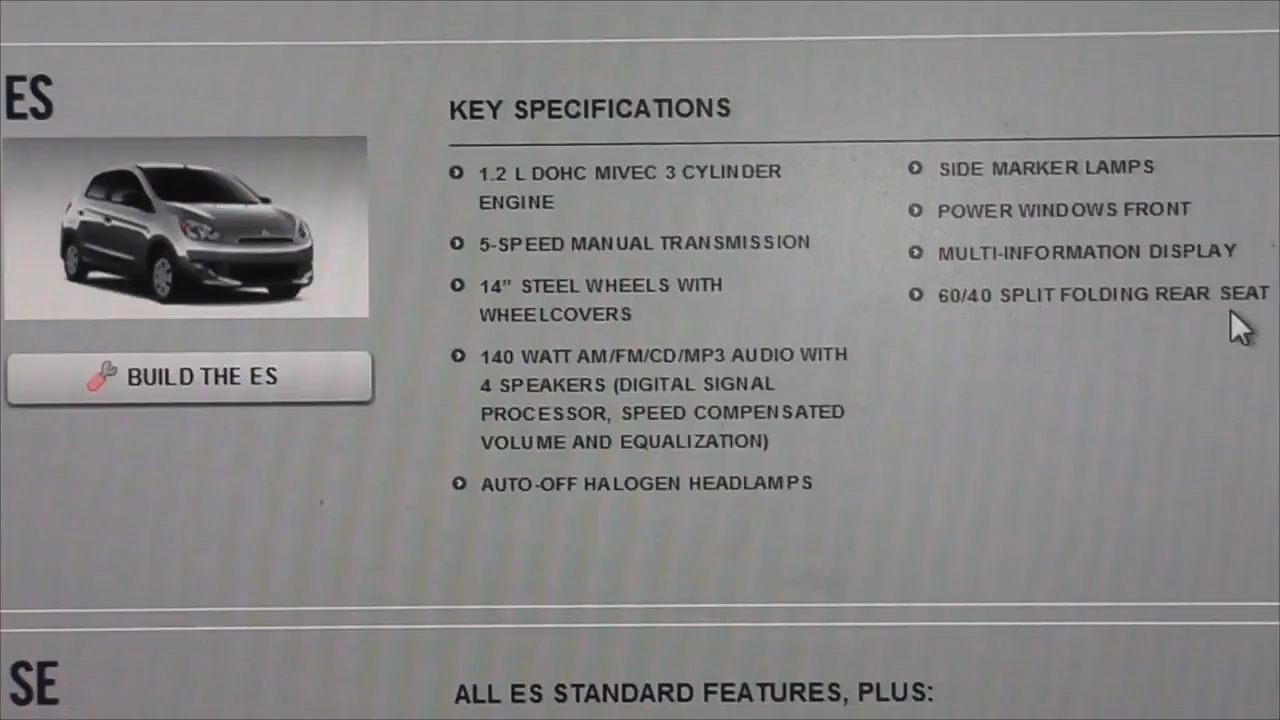 ES
KEY SPECIFICATIONS
1.2 L DOHC MIVEC 3 CYLINDER
ENGINE
5-SPEED MANUAL TRANSMISSION
14” STEEL WHEELS WITH
WHEELCOVERS
140 WATT AM/FM/CD/MP3 AUDIO WITH
4 SPEAKERS (DIGITAL SIGNAL
PROCESSOR, SPEED COMPENSATED
VOLUME AND EQUALIZATION)
AUTO-OFF HALOGEN HEADLAMPS
SIDE MARKER LAMPS
POWER WINDOWS FRONT
MULTI-INFORMATION DISPLAY
60/40 SPLIT FOLDING REAR SEAT
BUILD THE ES
SE
ALL ES STANDARD FEATURES, PLUS: